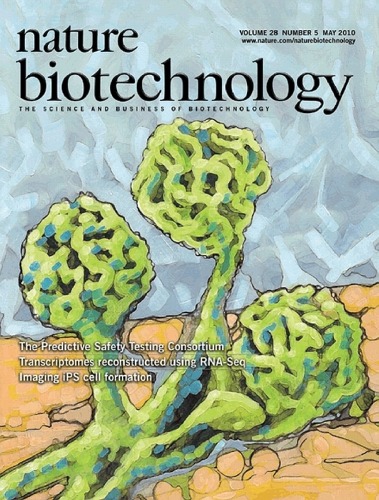 nature
biotechnology
VOLUME 28 NUMBER 5 MAY 2010
www.nature.com/naturebiotechnology
THE SCIENCE AND BUSINESS OF BIOTECHNOLOGY
The Predictive Safety Testing Consortium
Transcriptomes reconstructed using RNA-Seq
Imaging iPS cell formation